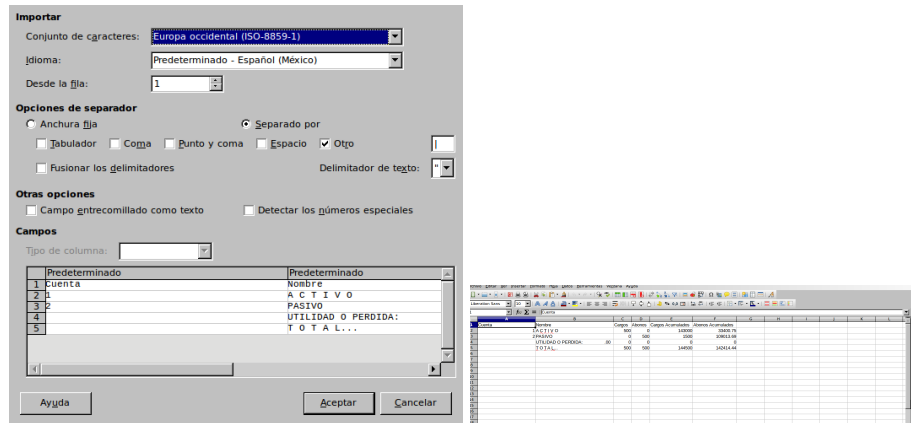 Importar
Conjunto de caracteres: Europa occidental (ISO-8859-1)
Idioma: Predeterminado - Español (México)
Desde la fila: 1
Opciones de separador
Anchura fija Separado por
Tabulador Coma Punto y coma Espacio Otro |
Fusionar los delimitadores Delimitador de texto: "
Otras opciones
Campo entrecomillado como texto Detectar los números especiales
Campos
Tipo de columna:
Predeterminado Predeterminado
1 Cuenta Nombre
2 1 A C T I V O
3 2 PASIVO
4 UTILIDAD O PERDIDA:
5 T O T A L...
Ayuda Aceptar Cancelar
Liberation Sans 10
Cuenta
Cuenta Nombre Cargos Abonos Cargos Acumulados Abonos Acumulados
1 A C T I V O 500 0 143000 33400.75
2 PASIVO 0 500 1500 109013.69
UTILIDAD O PERDIDA: .00 0 0 0 0
T O T A L... 500 500 144500 142414.44